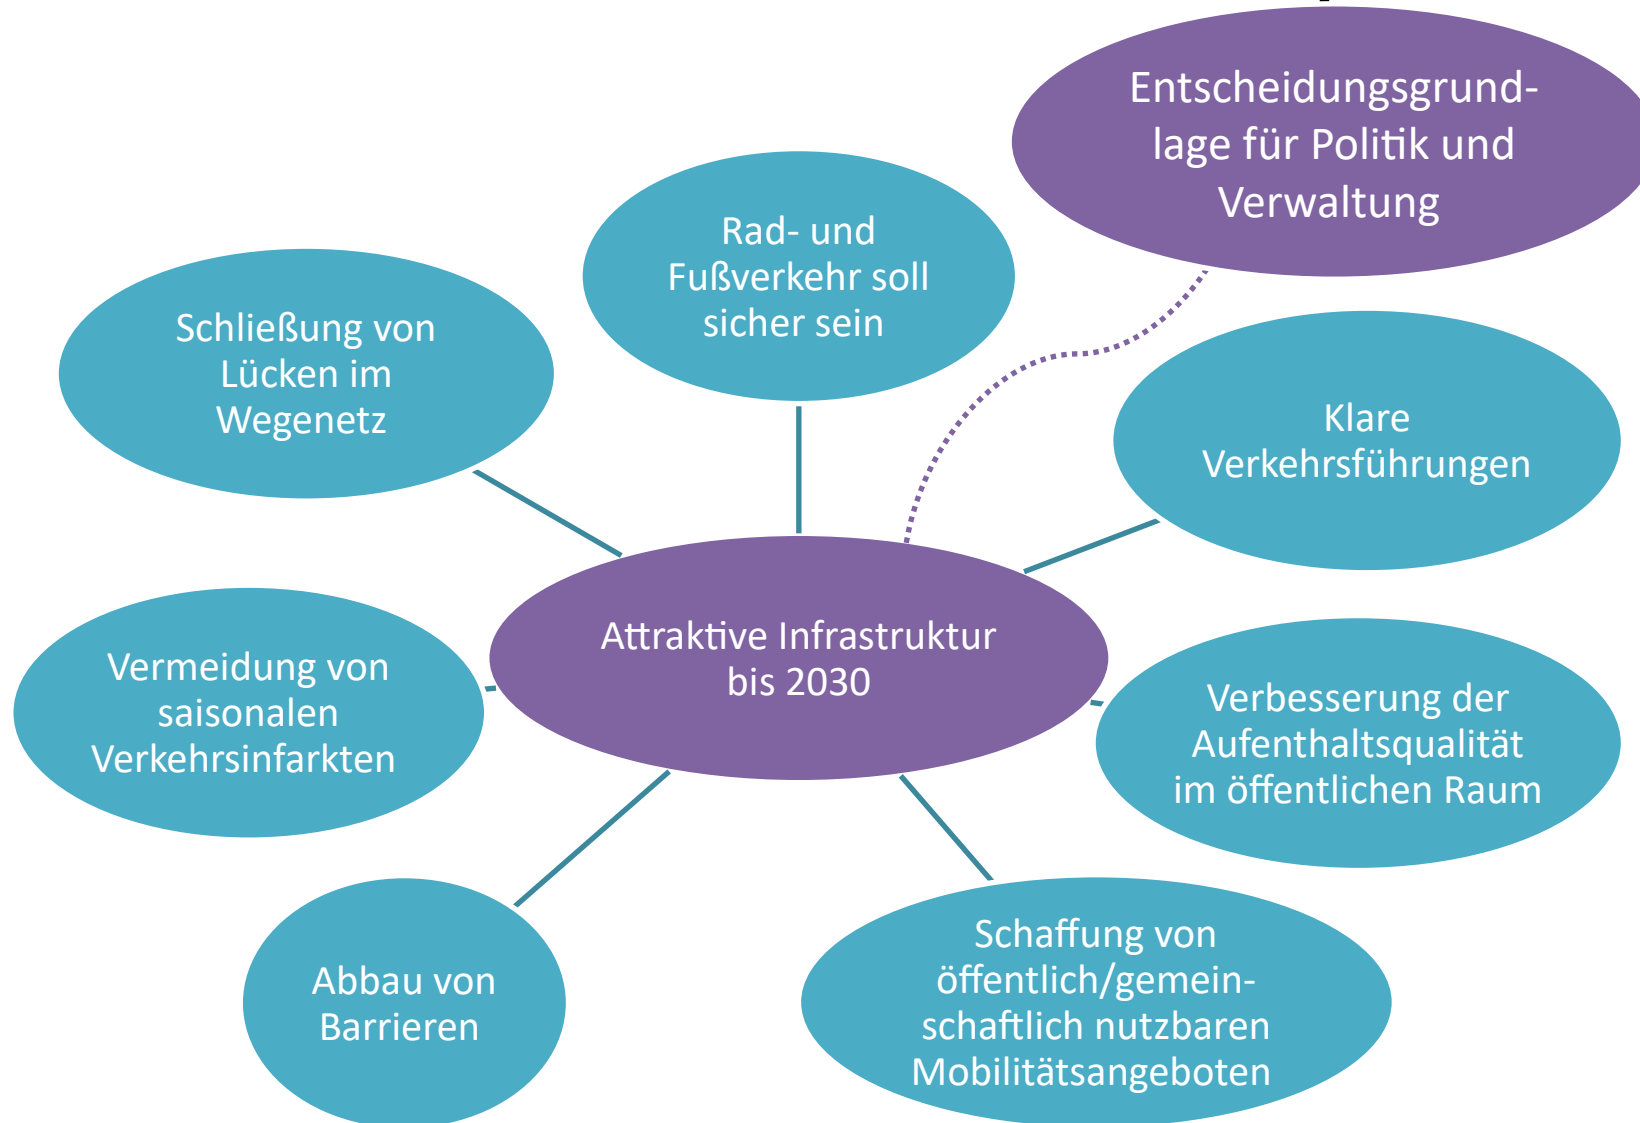 Entscheidungsgrund-
lage für Politik und
Verwaltung
Rad- und
Fußverkehr soll
sicher sein
Schließung von
Lücken im
Wegenetz
Klare
Verkehrsführungen
Attraktive Infrastruktur
bis 2030
Vermeidung von
saisonalen
Verkehrsinfarkten
Verbesserung der
Aufenthaltsqualität
im öffentlichen Raum
Abbau von
Barrieren
Schaffung von
öffentlich/gemein-
schaftlich nutzbaren
Mobilitätsangeboten